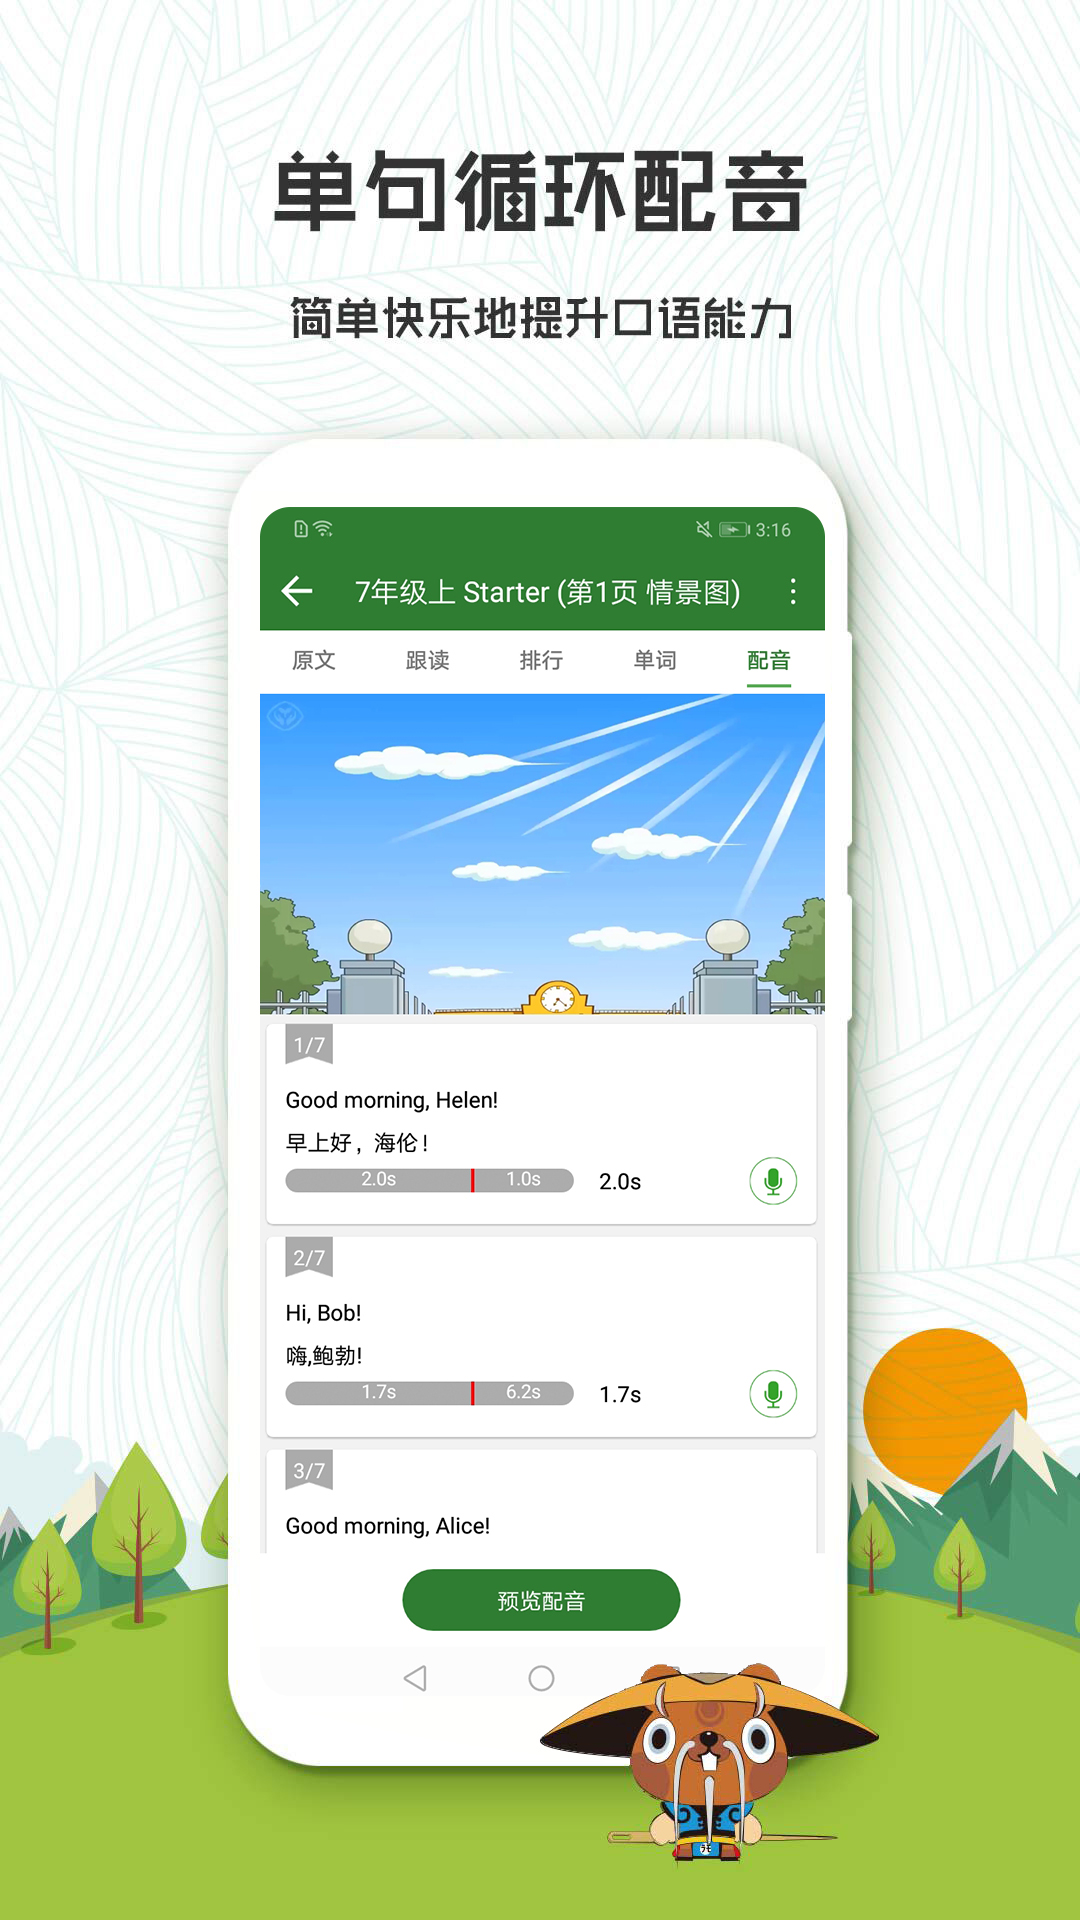 单句循环配音
简单快乐地提升口语能力
3:16
7年级上 Starter (第1页 情景图)
原文 跟读 排行 单词 配音
1/7
Good morning, Helen!
早上好，海伦！
2.0s 1.0s 2.0s
2/7
Hi, Bob!
嗨,鲍勃!
1.7s 6.2s 1.7s
3/7
Good morning, Alice!
预览配音